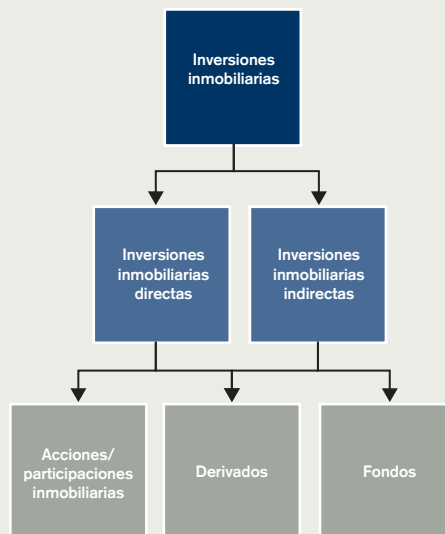 Inversiones
inmobiliarias
Inversiones
inmobiliarias
directas
Inversiones
inmobiliarias
indirectas
Acciones/
participaciones
inmobiliarias
Derivados
Fondos